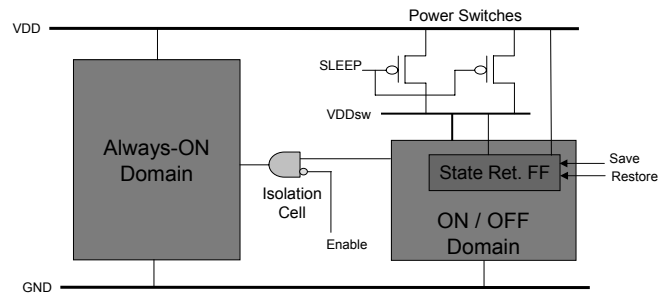 Power Switches
VDD
SLEEP
VDDsw
Always-ON
Domain
State Ret. FF
Save
Restore
Isolation
Cell
ON / OFF
Domain
Enable
GND